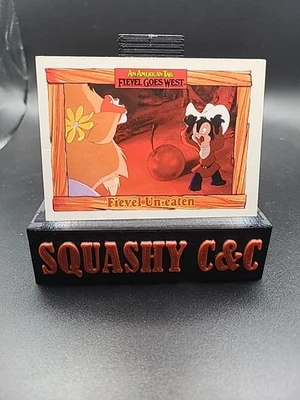 AN AMERICAN TAIL
FIEVEL GOES WEST
Fievel Un-eaten
SQUASHY C&C